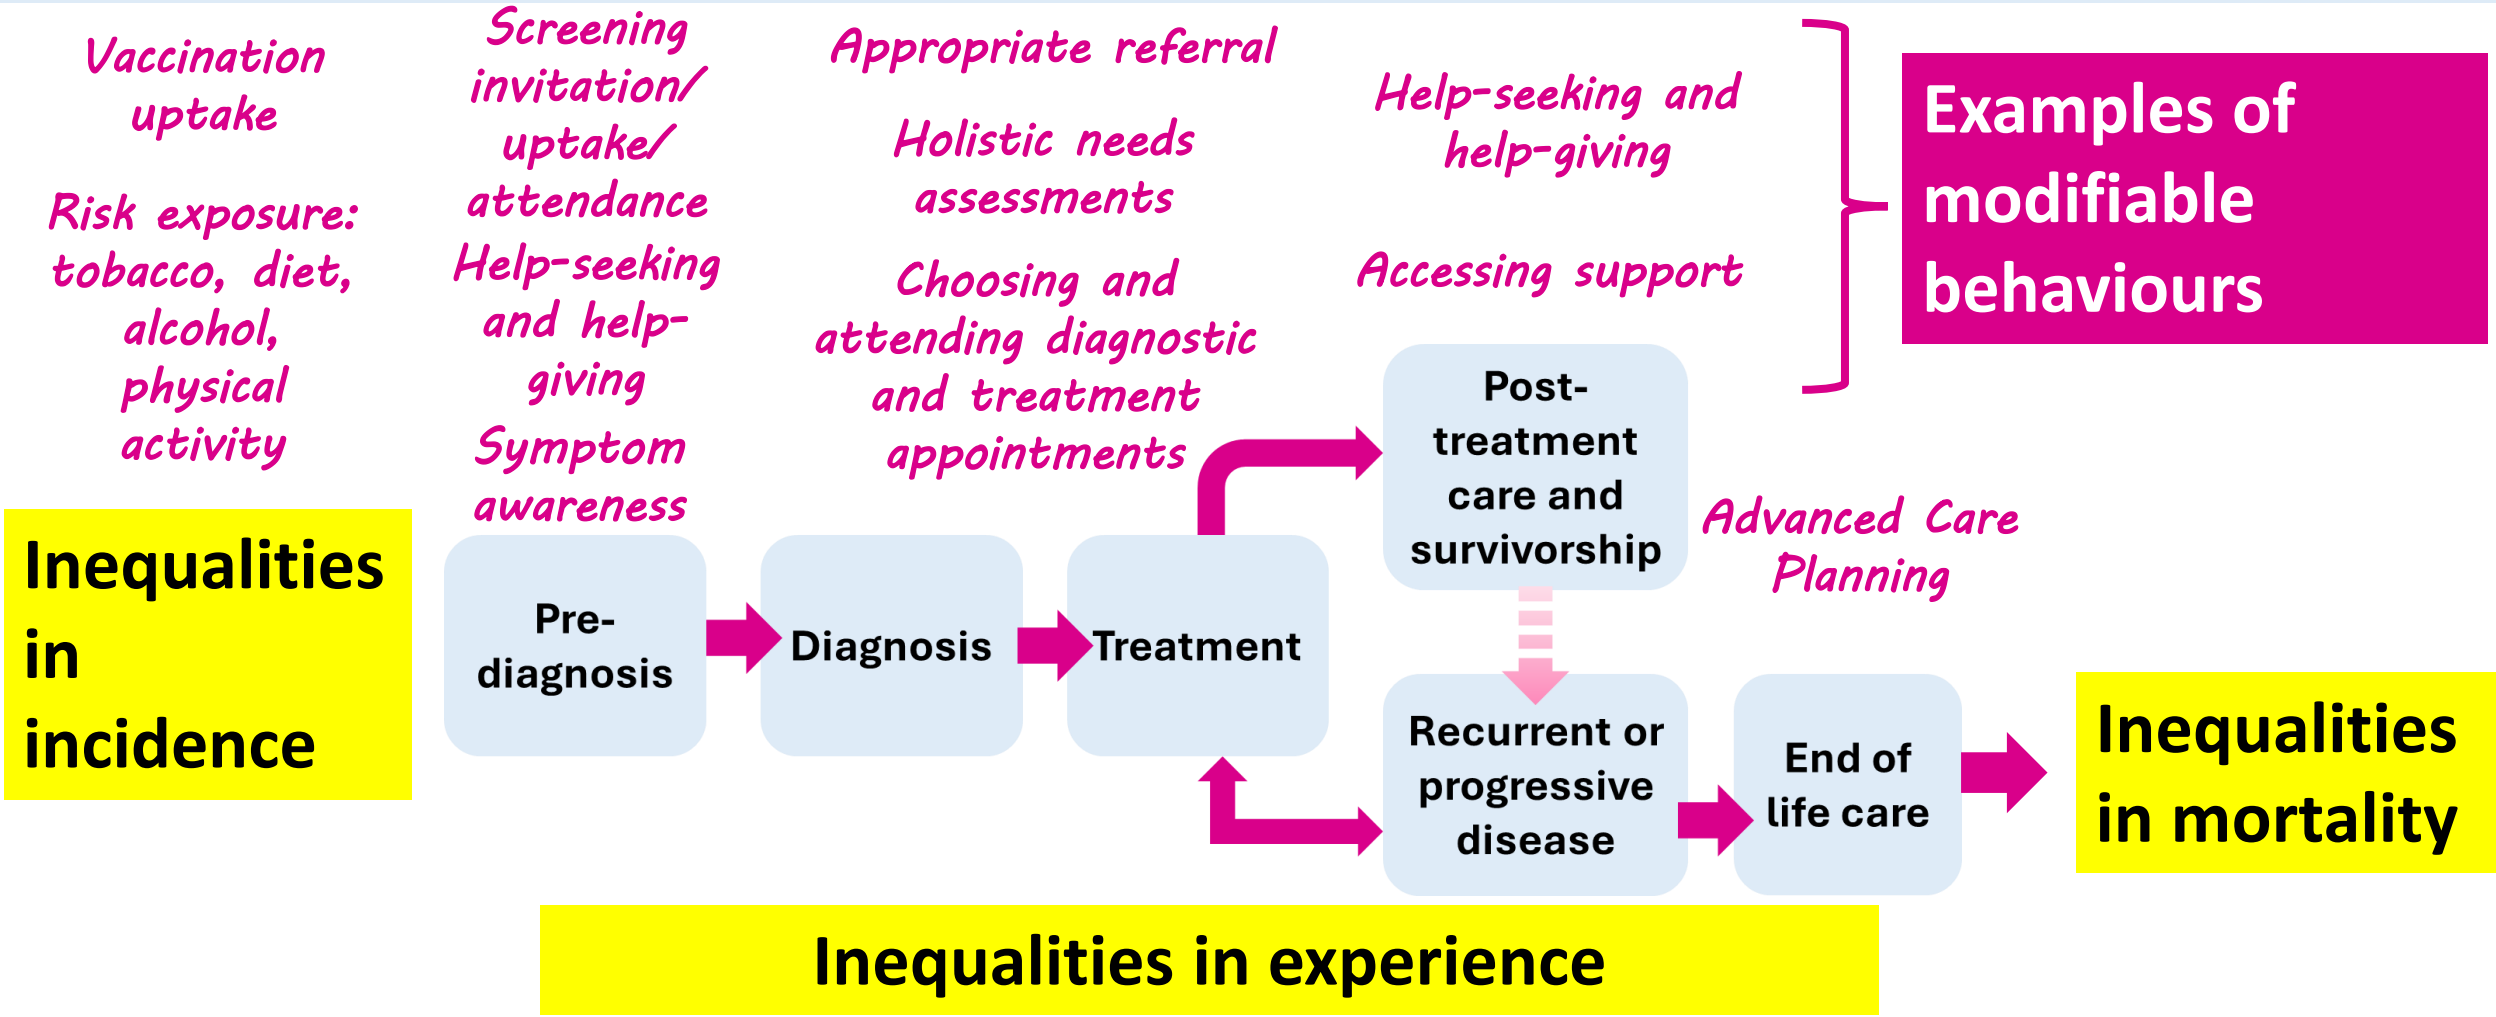 Vaccination
uptake
Risk exposure:
tobacco, diet,
alcohol,
physical
activity
Screening
invitation/
uptake/
attendance
Help-seeking
and help-
giving
Symptom
awareness
Appropriate referral
Holistic needs
assessments
Choosing and
attending diagnostic
and treatment
appointments
Help-seeking and
help-giving
Accessing support
Examples of
modifiable
behaviours
Advanced Care
Planning
Inequalities
in
incidence
Pre-
diagnosis
Diagnosis
Treatment
Post-
treatment
care and
survivorship
Recurrent or
progressive
disease
End of
life care
Inequalities
in mortality
Inequalities in experience